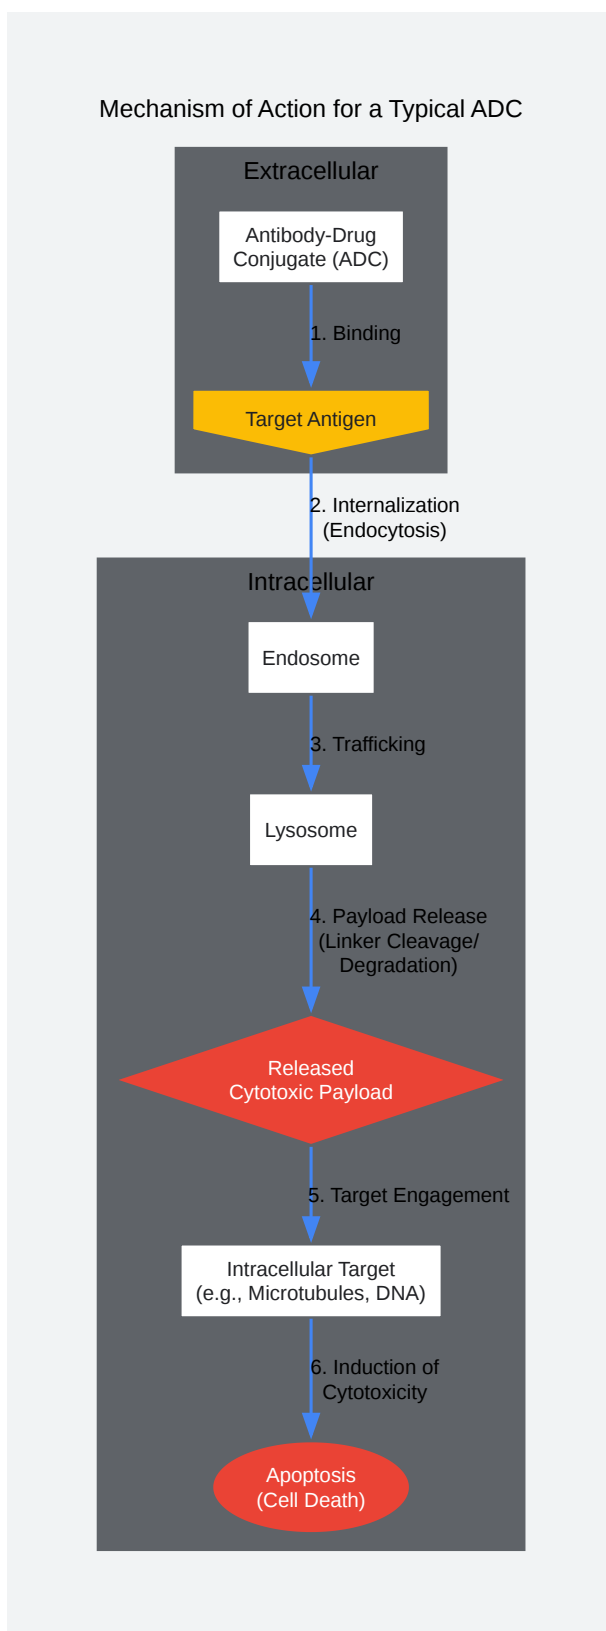 Mechanism of Action for a Typical ADC
Extracellular
Antibody-Drug
Conjugate (ADC)
1. Binding
Target Antigen
2. Internalization
(Endocytosis)
Intracellular
Endosome
3. Trafficking
Lysosome
4. Payload Release
(Linker Cleavage/
Degradation)
Released
Cytotoxic Payload
5. Target Engagement
Intracellular Target
(e.g., Microtubules, DNA)
6. Induction of
Cytotoxicity
Apoptosis
(Cell Death)